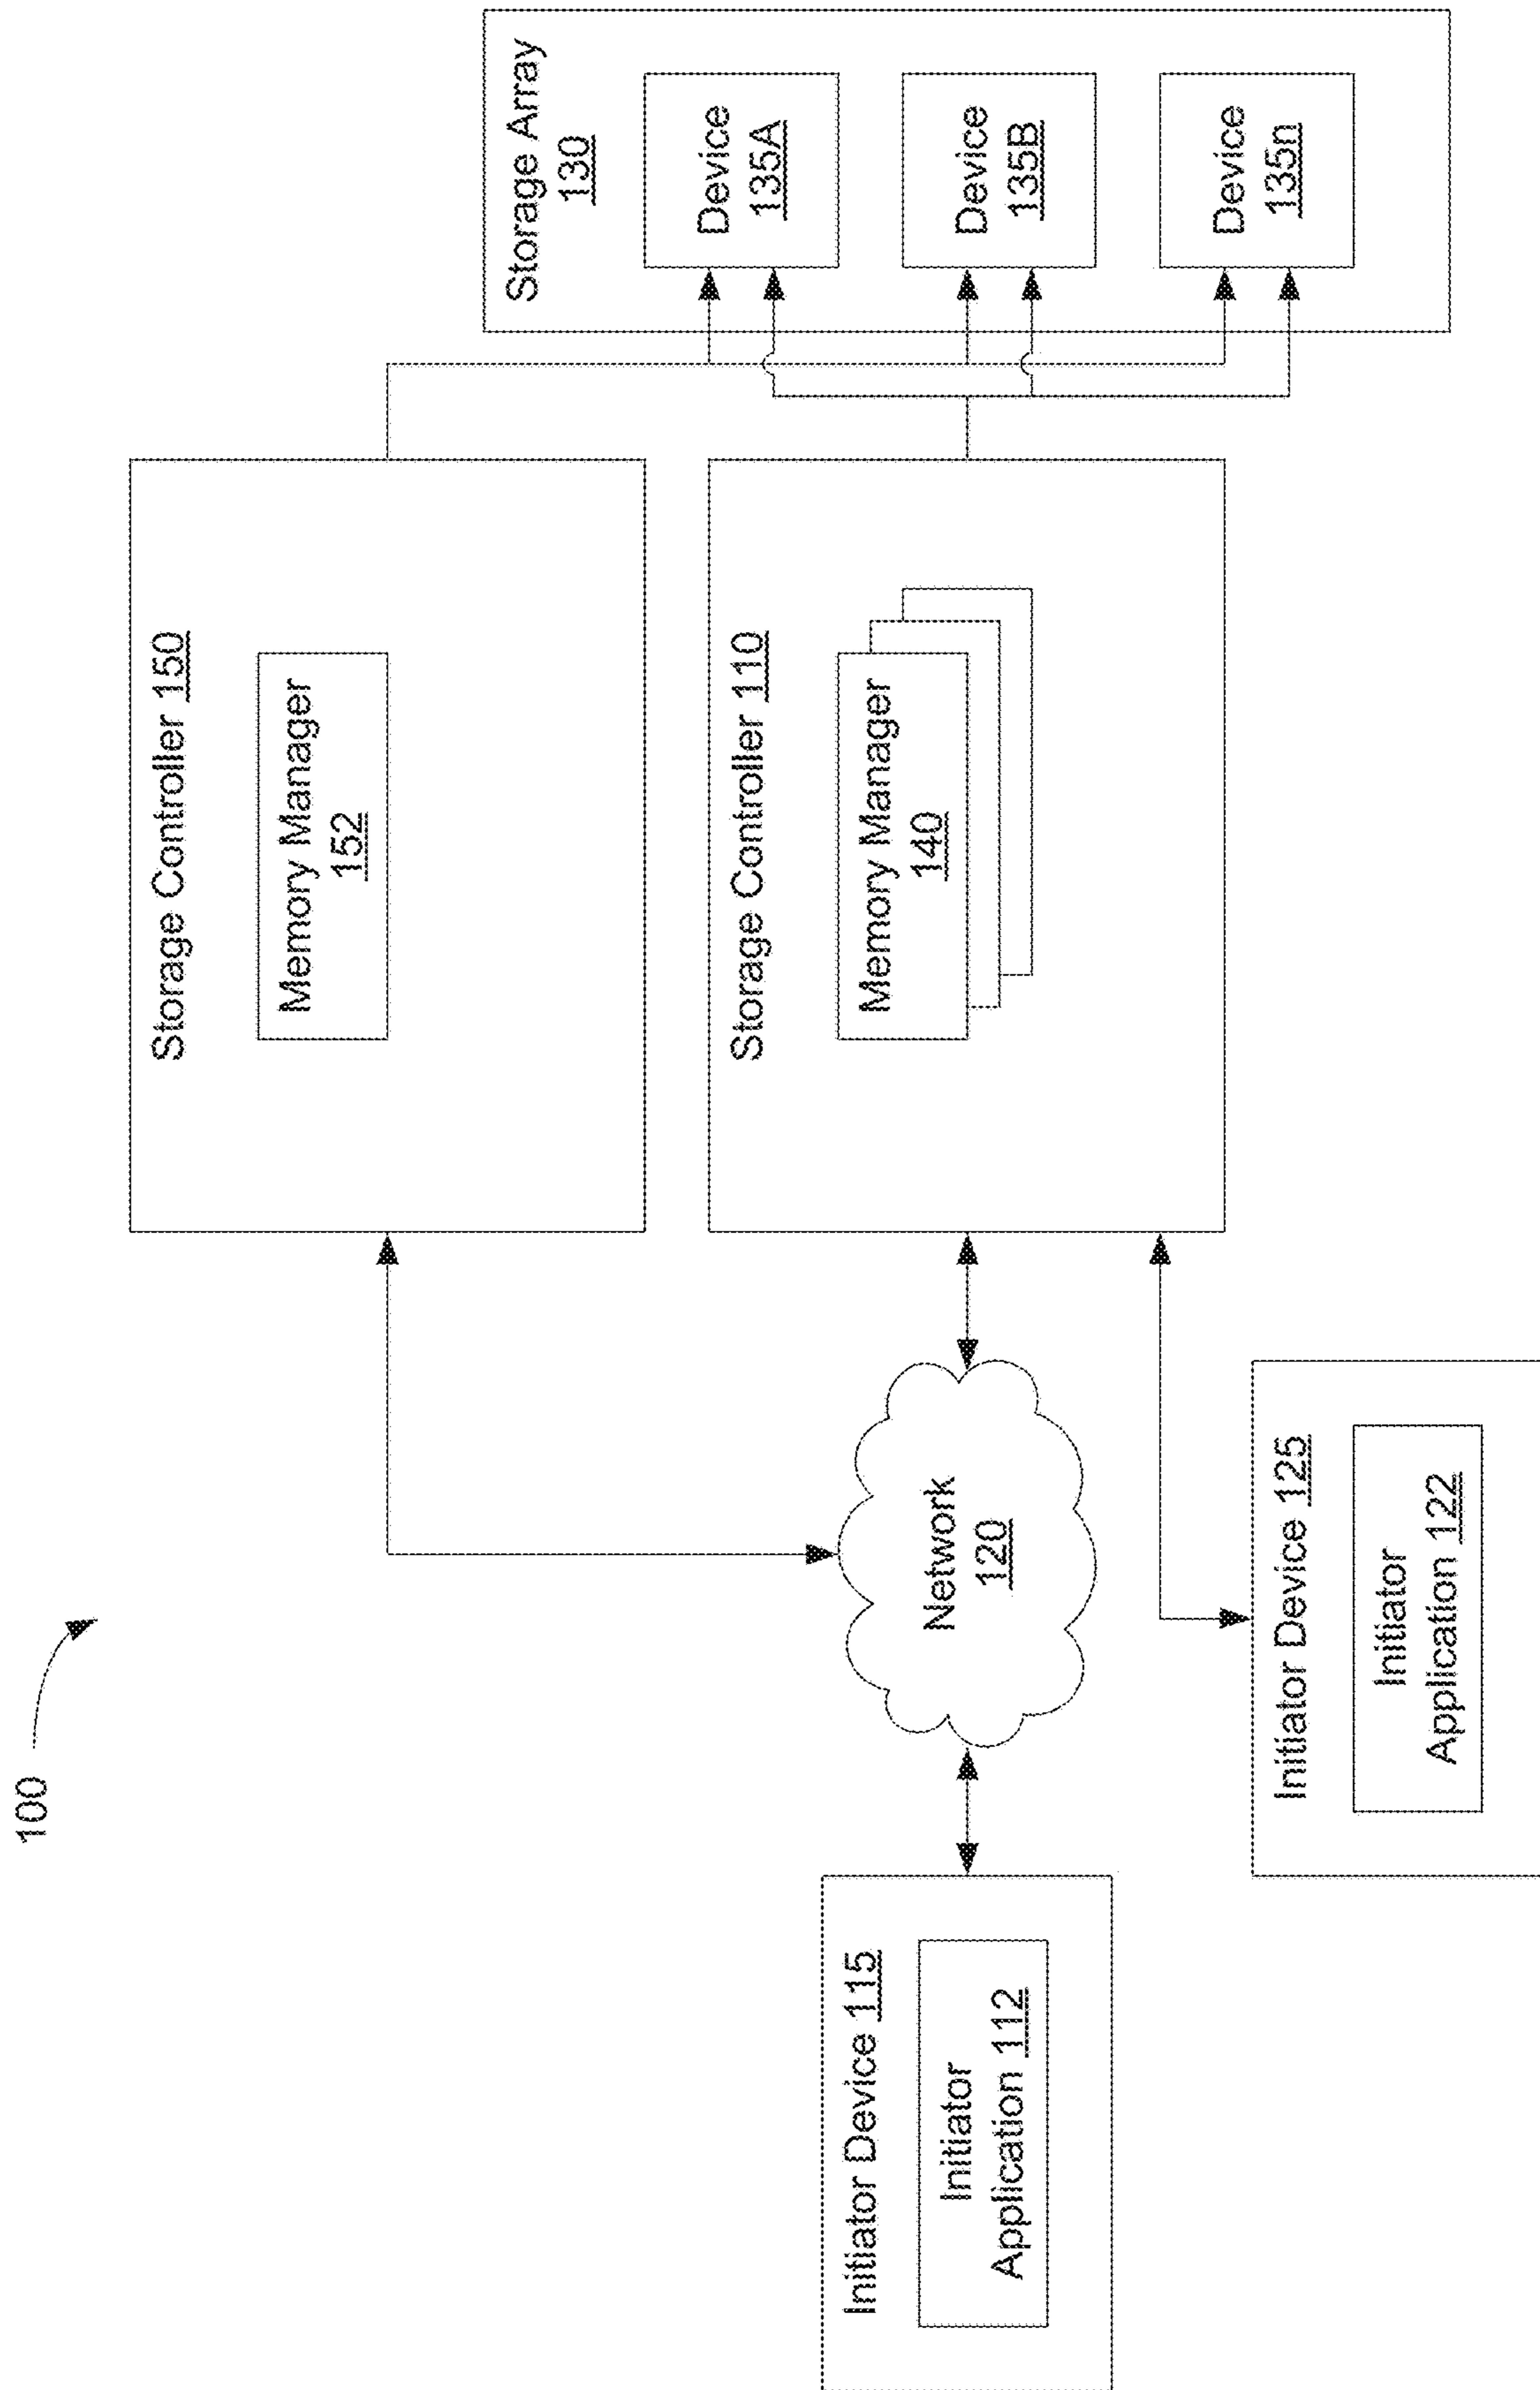 100
Storage Controller 150
Memory Manager
152
Storage Array
130
Device
135A
Device
135B
Device
135n
Storage Controller 110
Memory Manager
140
Network
120
Initiator Device 115
Initiator
Application 112
Initiator Device 125
Initiator
Application 122